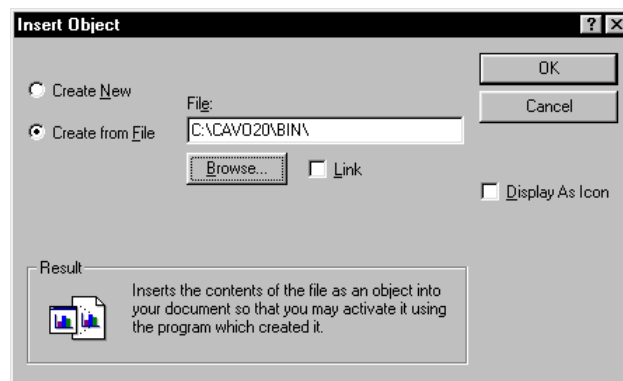 Insert Object
Create New
Create from File
File:
C:\CAVO20\BIN\
Browse...
Link
OK
Cancel
Display As Icon
Result
Inserts the contents of the file as an object into
your document so that you may activate it using
the program which created it.